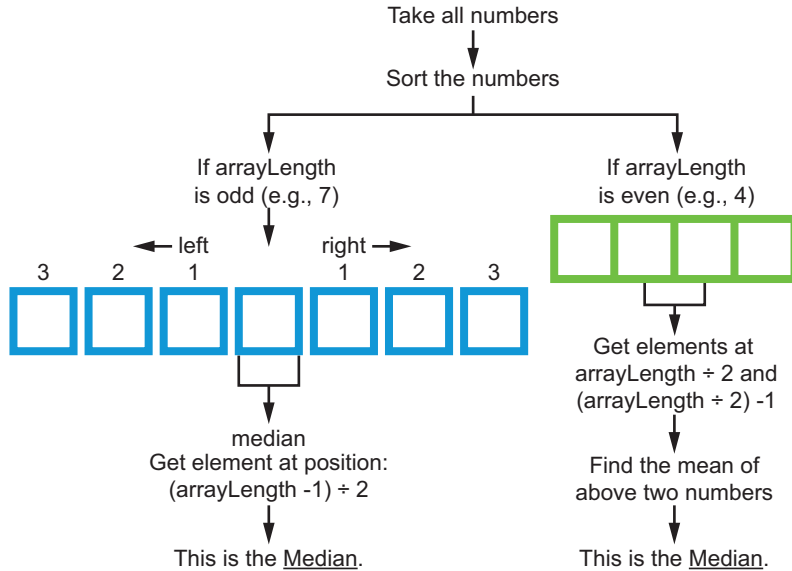 Take all numbers
Sort the numbers
If arrayLength
is odd (e.g., 7)
left
right
3
2
1
1
2
3
median
Get element at position:
(arrayLength -1) ÷ 2
This is the Median.
If arrayLength
is even (e.g., 4)
Get elements at
arrayLength ÷ 2 and
(arrayLength ÷ 2) -1
Find the mean of
above two numbers
This is the Median.